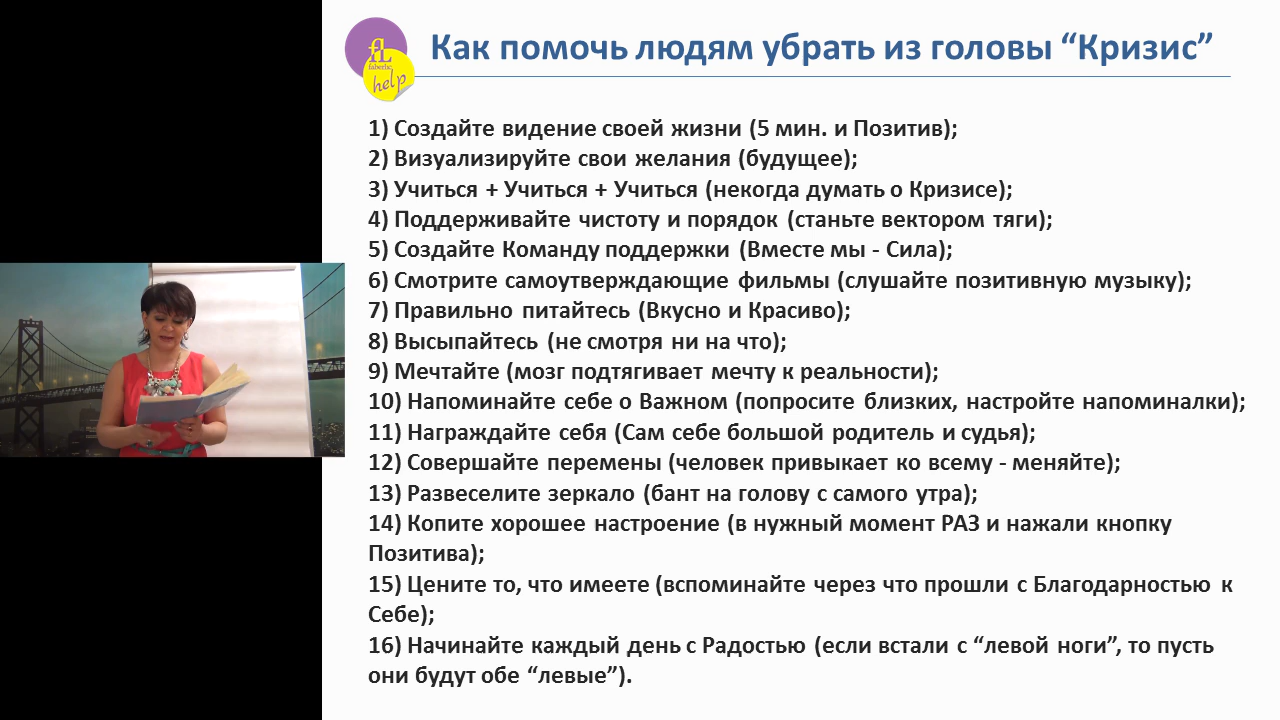 fL
faberlic
help
Как помочь людям убрать из головы “Кризис”
1) Создайте видение своей жизни (5 мин. и Позитив);
2) Визуализируйте свои желания (будущее);
3) Учиться + Учиться + Учиться (некогда думать о Кризисе);
4) Поддерживайте чистоту и порядок (станьте вектором тяги);
5) Создайте Команду поддержки (Вместе мы - Сила);
6) Смотрите самоутверждающие фильмы (слушайте позитивную музыку);
7) Правильно питайтесь (Вкусно и Красиво);
8) Высыпайтесь (не смотря ни на что);
9) Мечтайте (мозг подтягивает мечту к реальности);
10) Напоминайте себе о Важном (попросите близких, настройте напоминалки);
11) Награждайте себя (Сам себе большой родитель и судья);
12) Совершайте перемены (человек привыкает ко всему - меняйте);
13) Развеселите зеркало (бант на голову с самого утра);
14) Копите хорошее настроение (в нужный момент РАЗ и нажали кнопку
Позитива);
15) Цените то, что имеете (вспоминайте через что прошли с Благодарностью к
Себе);
16) Начинайте каждый день с Радостью (если встали с “левой ноги”, то пусть
они будут обе “левые”).